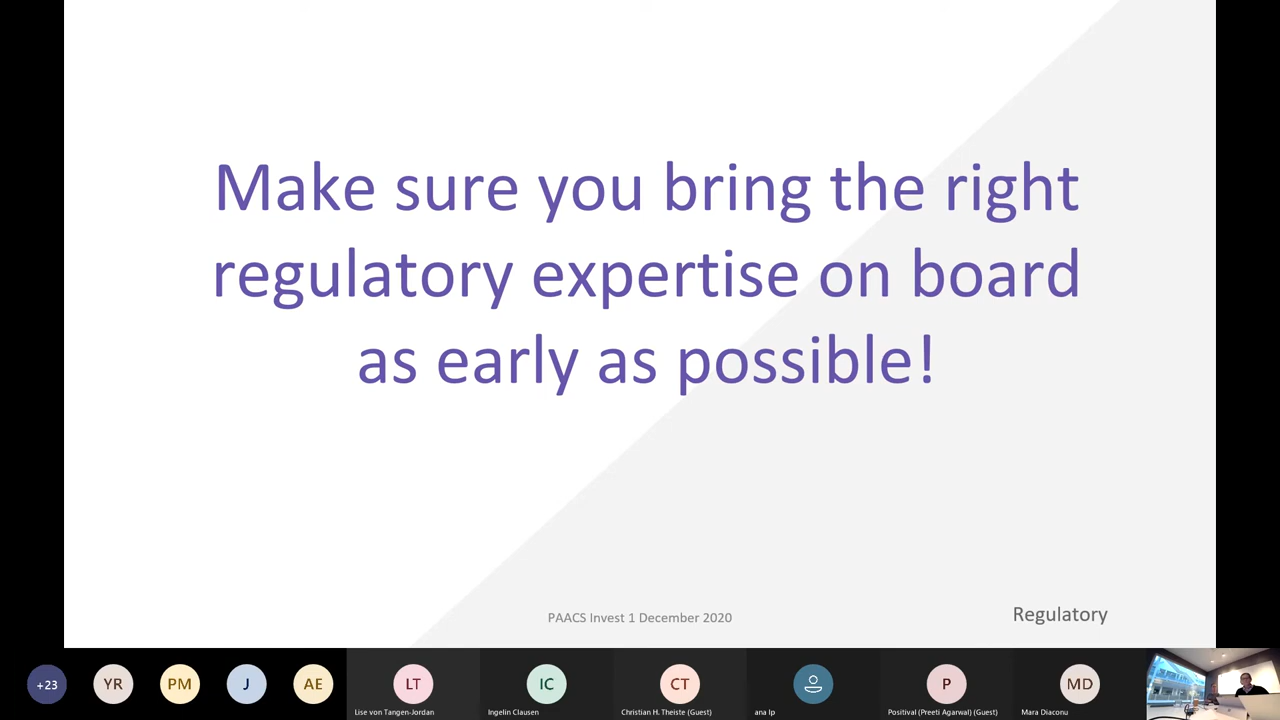 Make sure you bring the right
regulatory expertise on board
as early as possible!
PAACS Invest 1 December 2020
Regulatory
+23
YR
PM
J
AE
LT
IC
CT
P
MD
Lise von Tangen-Jordan
Ingelin Clausen
Christian H. Theiste (Guest)
ana lp
Positival (Preeti Agarwal) (Guest)
Mara Diaconu